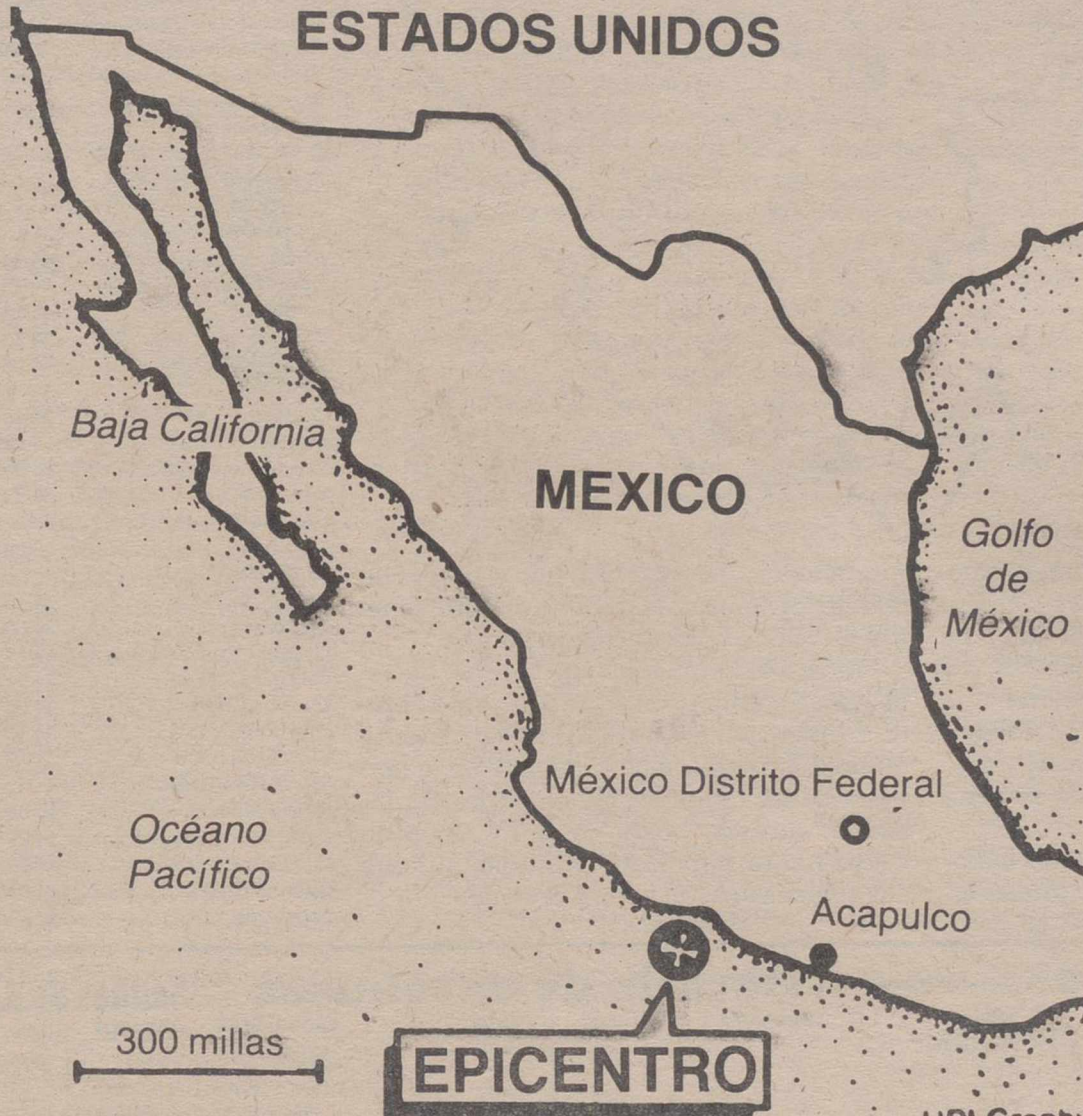 ESTADOS UNIDOS
Baja California
MEXICO
Golfo
de
México
México Distrito Federal
Océano
Pacífico
Acapulco
300 millas
EPICENTRO